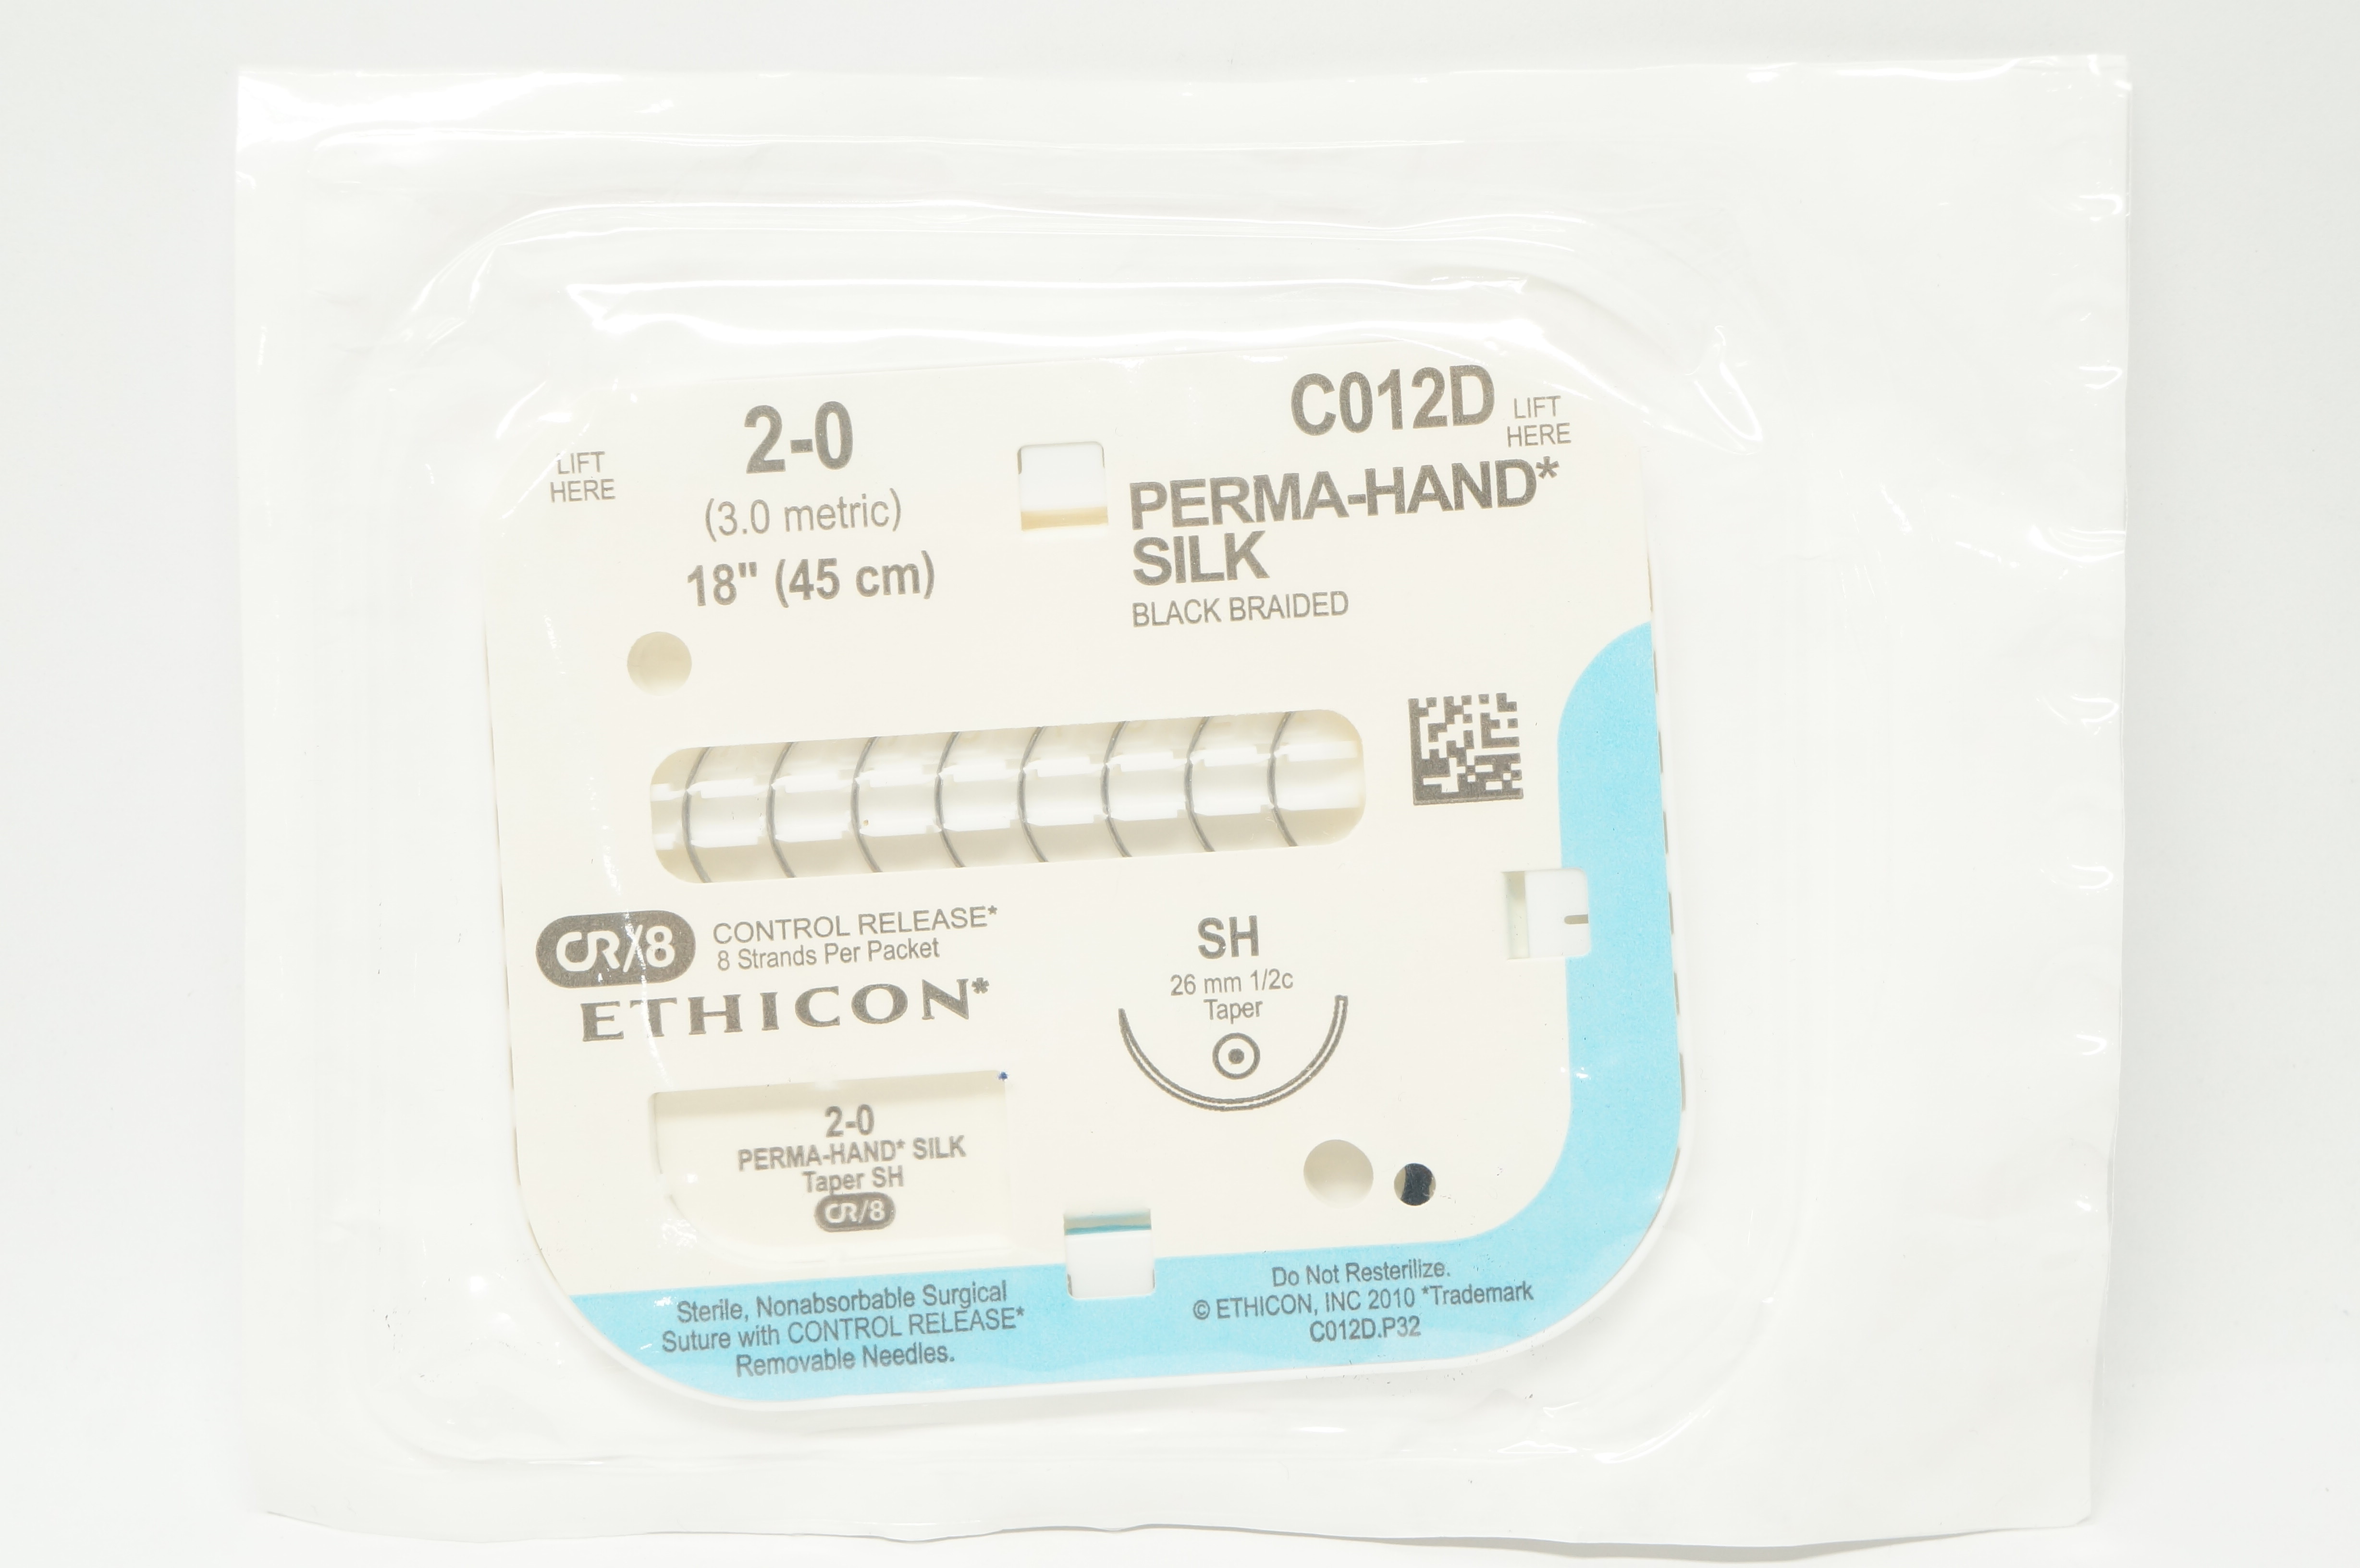 LIFT
HERE
2-0
(3.0 metric)
18" (45 cm)
C012D
LIFT
HERE
PERMA-HAND*
SILK
BLACK BRAIDED
CR/8
CONTROL RELEASE*
8 Strands Per Packet
ETHICON*
SH
26 mm 1/2c
Taper
2-0
PERMA-HAND* SILK
Taper SH
CR/8
Sterile, Nonabsorbable Surgical
Suture with CONTROL RELEASE*
Removable Needles.
Do Not Resterilize.
© ETHICON, INC 2010 *Trademark
C012D.P32